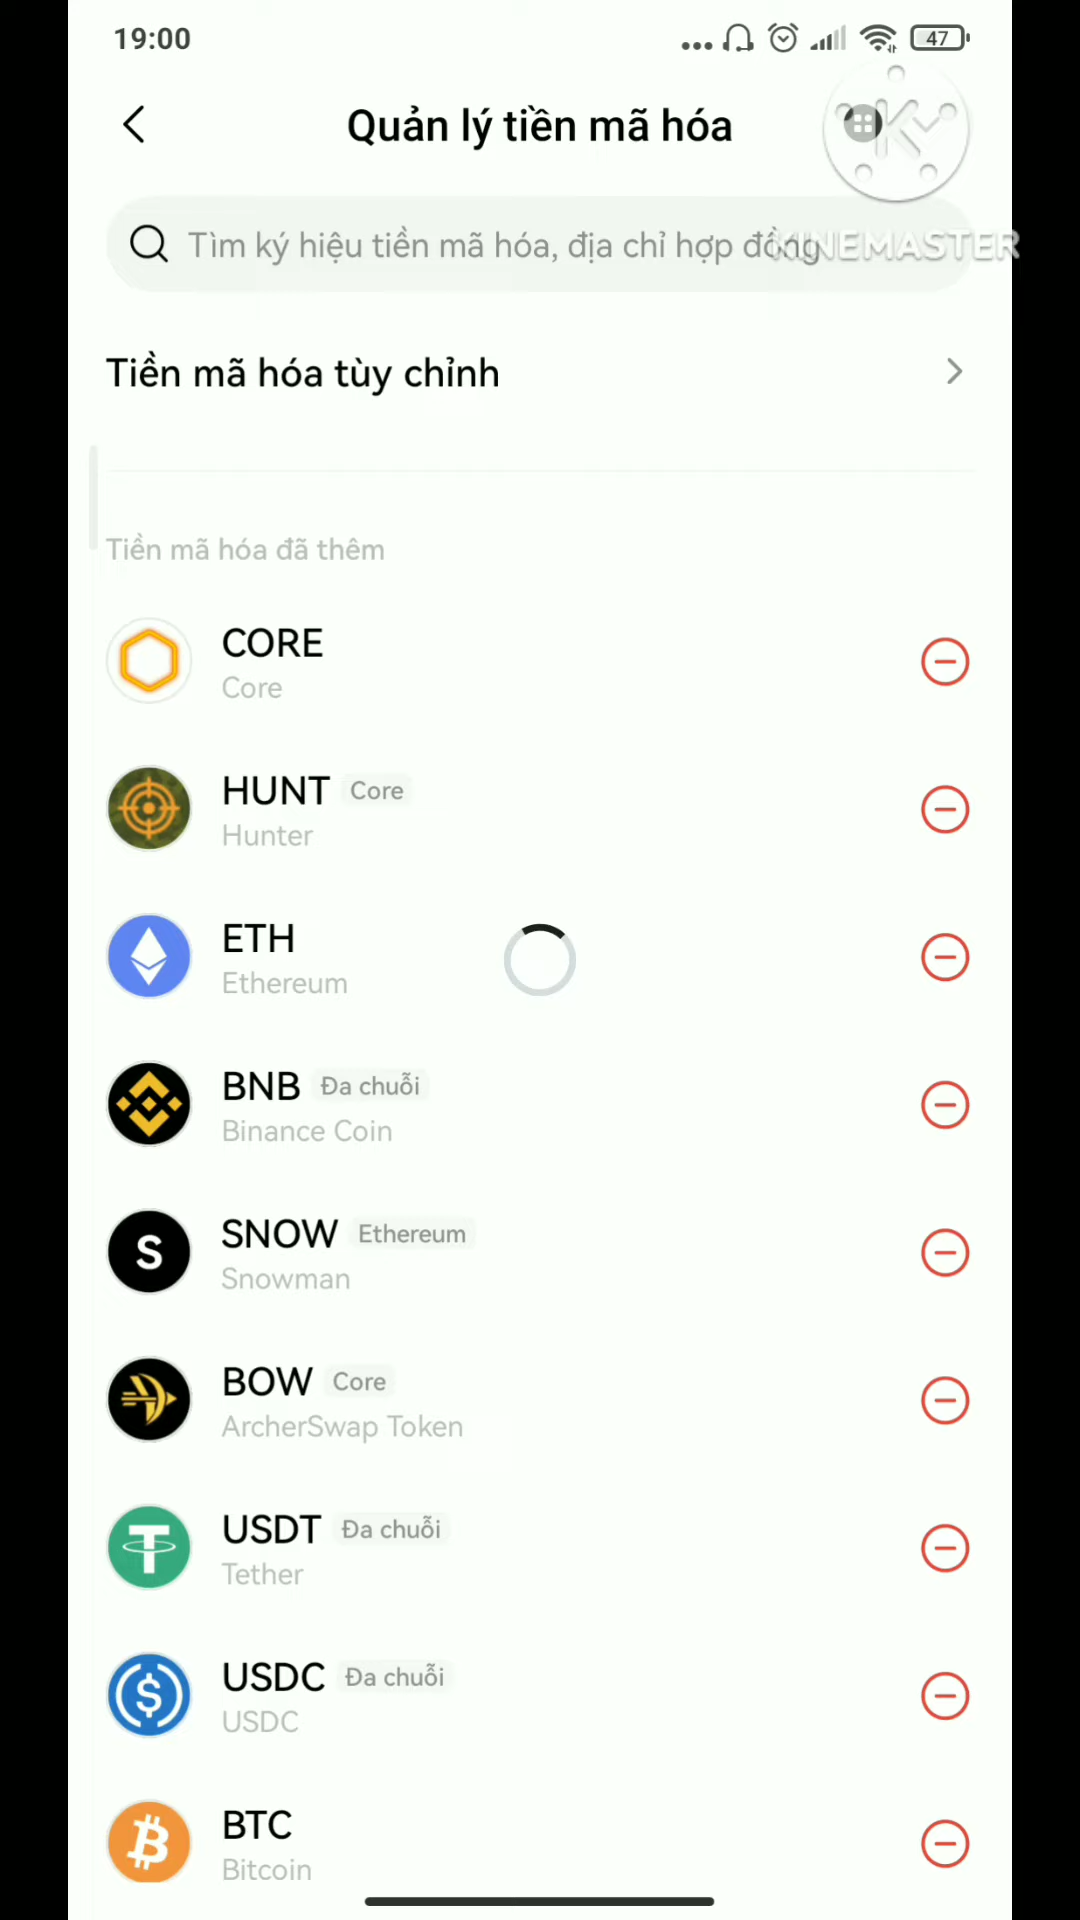 19:00
47
Quản lý tiền mã hóa
Tìm ký hiệu tiền mã hóa, địa chỉ hợp đồng
KINEMASTER
Tiền mã hóa tùy chỉnh
Tiền mã hóa đã thêm
CORE
Core
HUNT Core
Hunter
ETH
Ethereum
BNB Đa chuỗi
Binance Coin
SNOW Ethereum
Snowman
BOW Core
ArcherSwap Token
USDT Đa chuỗi
Tether
USDC Đa chuỗi
USDC
BTC
Bitcoin